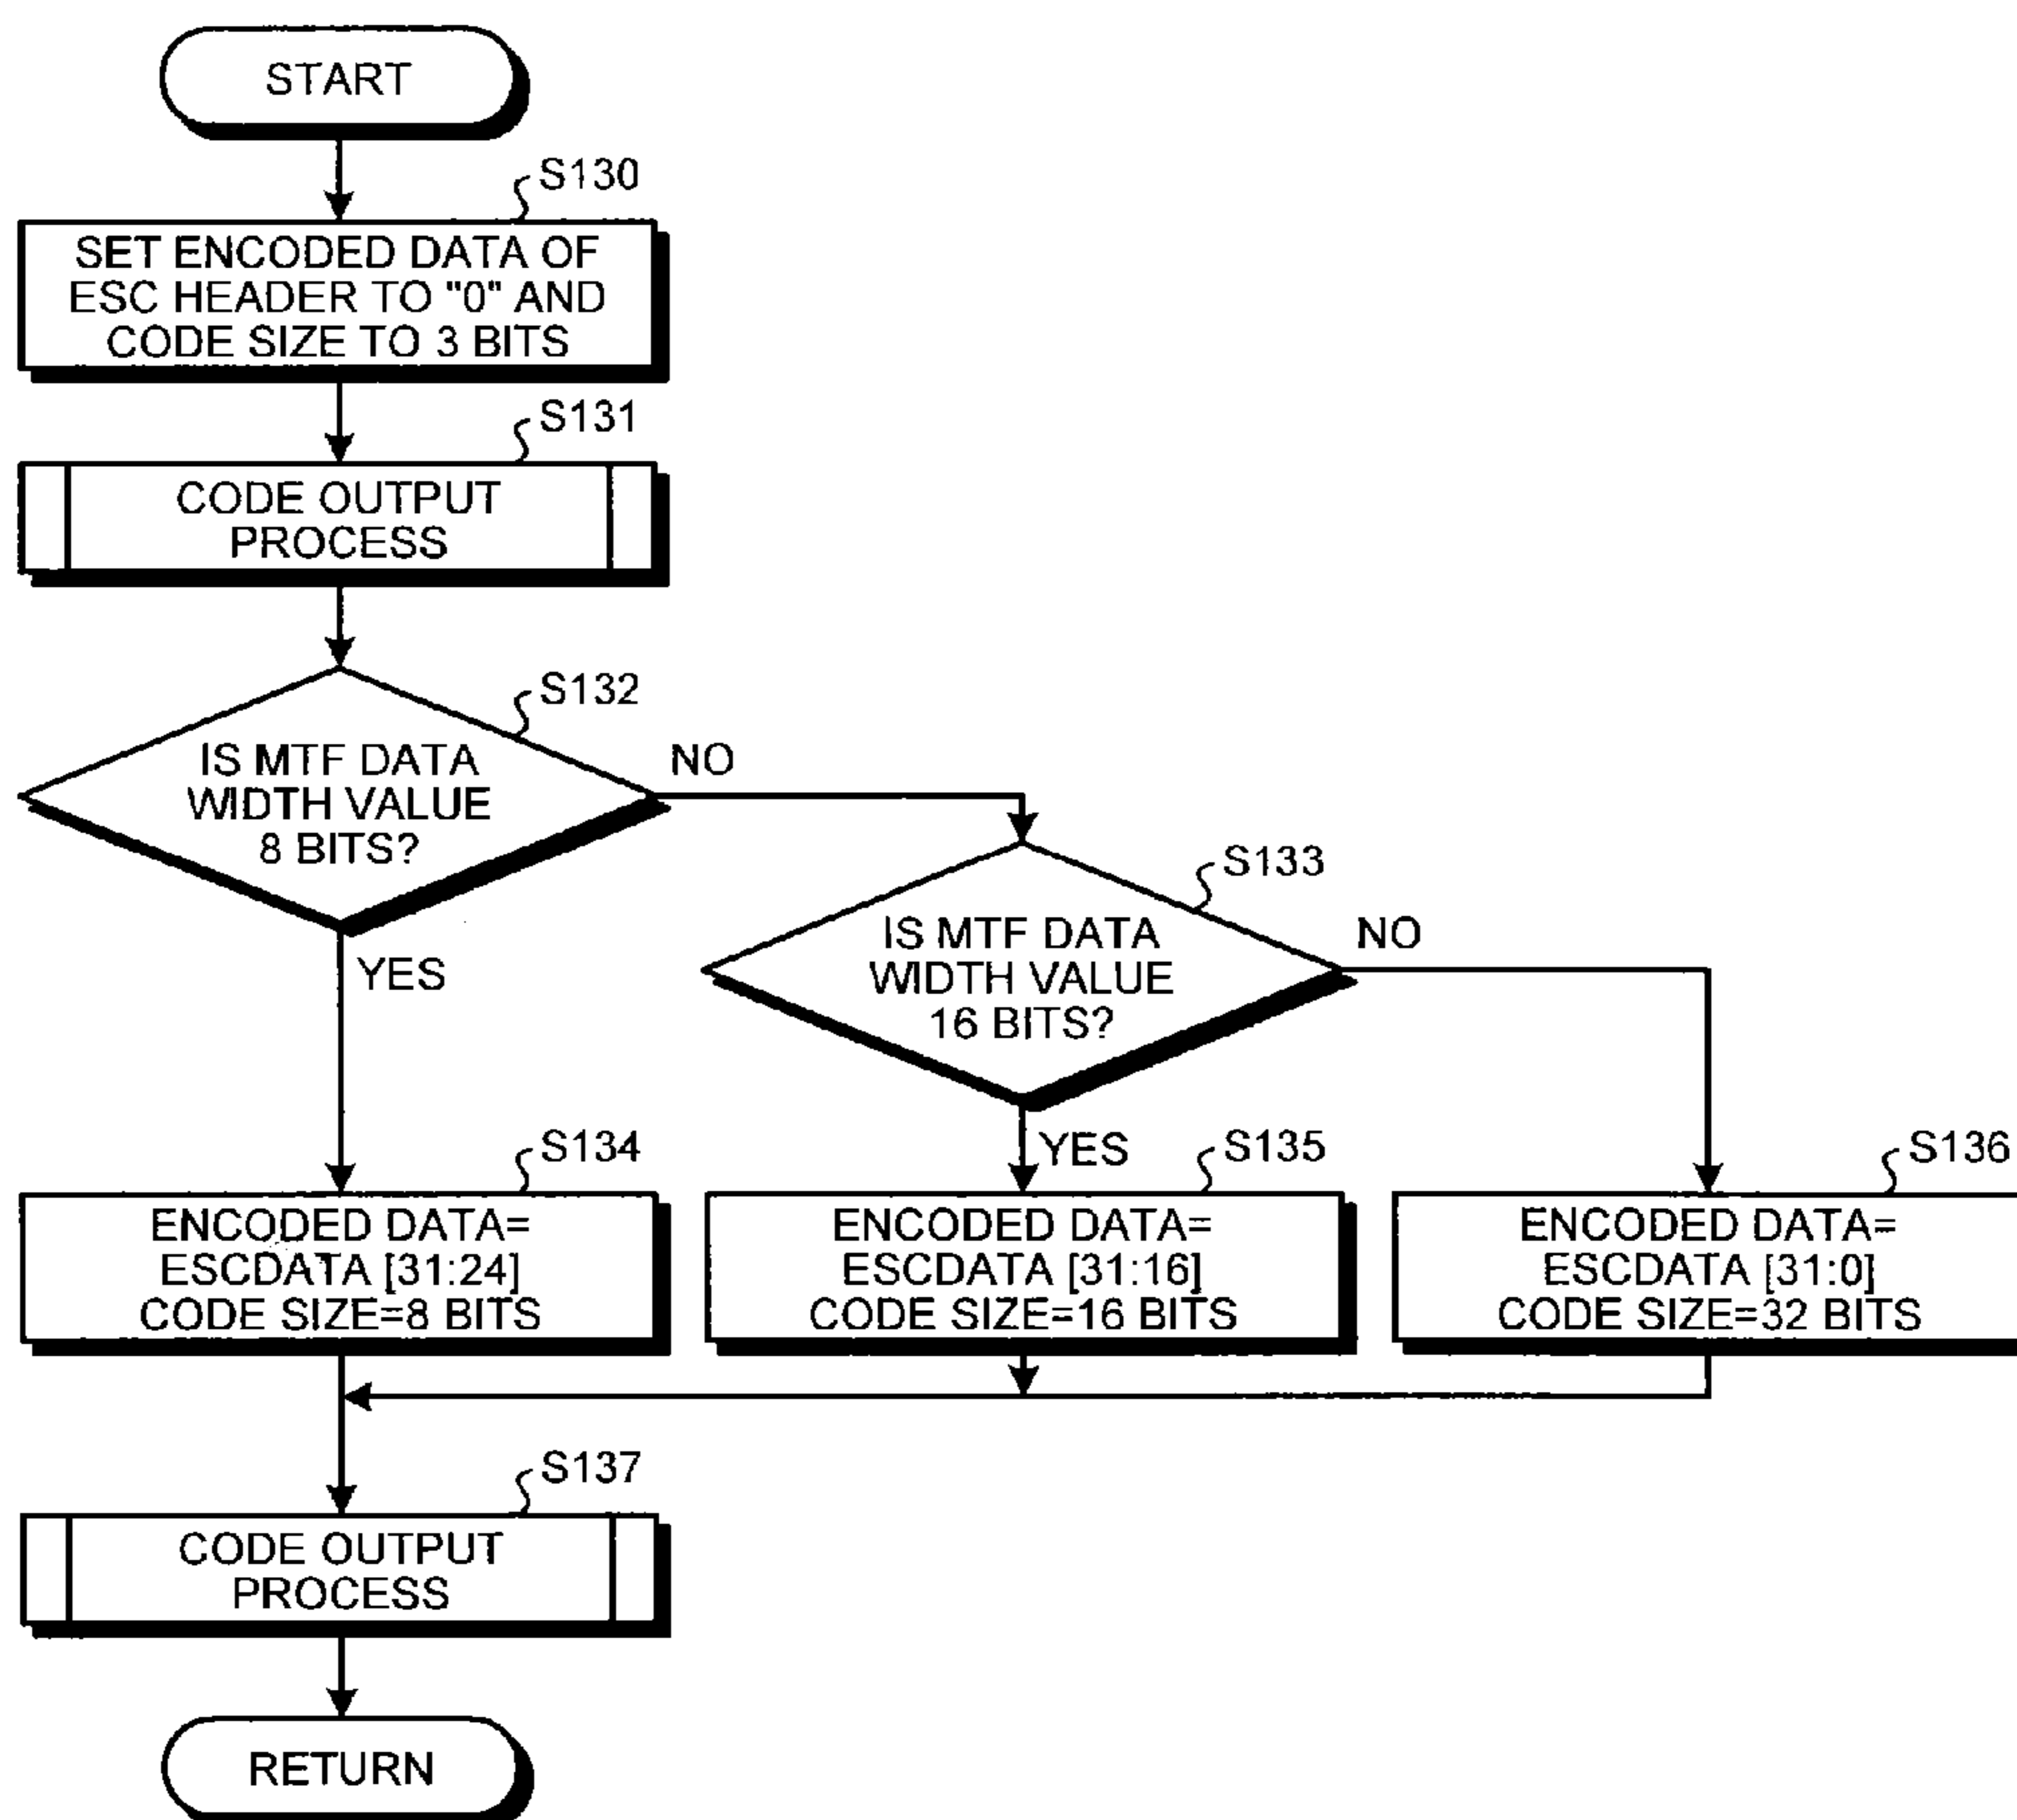 START
S130
SET ENCODED DATA OF
ESC HEADER TO "0" AND
CODE SIZE TO 3 BITS
S131
CODE OUTPUT
PROCESS
S132
IS MTF DATA
WIDTH VALUE
8 BITS?
NO
YES
S133
IS MTF DATA
WIDTH VALUE
16 BITS?
NO
YES
S134
ENCODED DATA=
ESCDATA [31:24]
CODE SIZE=8 BITS
S135
ENCODED DATA=
ESCDATA [31:16]
CODE SIZE=16 BITS
S136
ENCODED DATA=
ESCDATA [31:0]
CODE SIZE=32 BITS
S137
CODE OUTPUT
PROCESS
RETURN